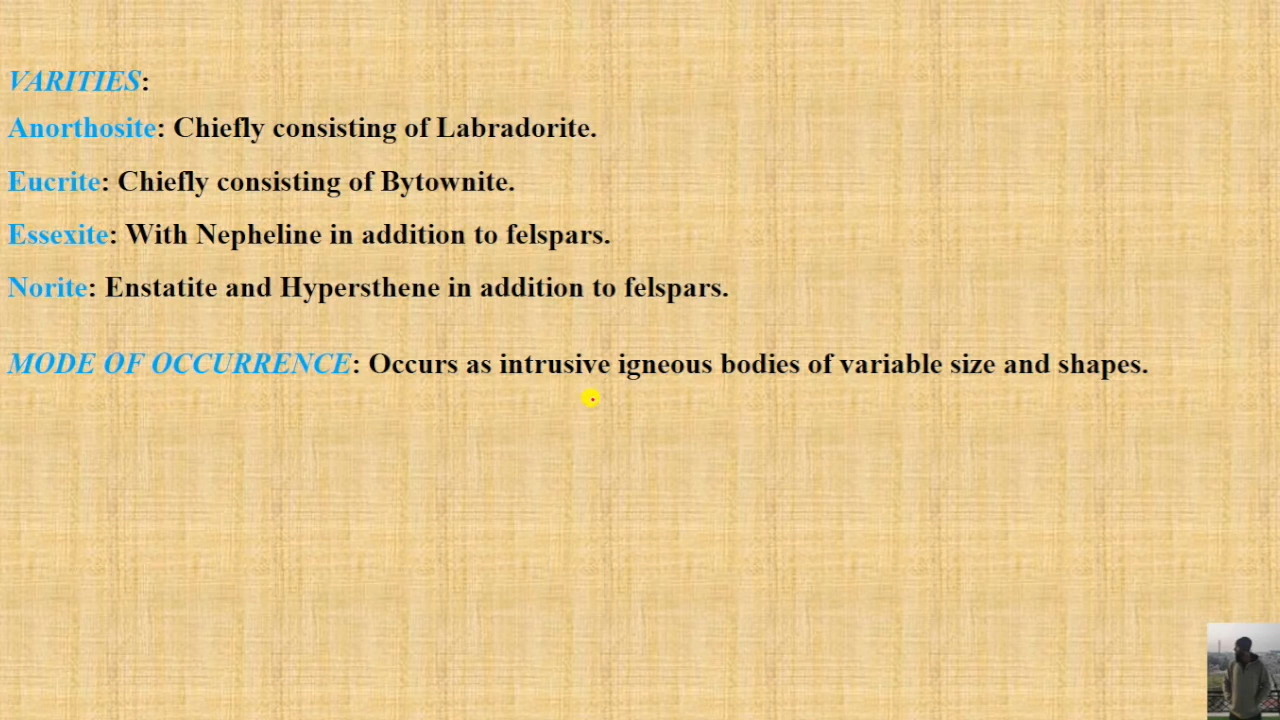 VARITIES:
Anorthosite: Chiefly consisting of Labradorite.
Eucrite: Chiefly consisting of Bytownite.
Essexite: With Nepheline in addition to felspars.
Norite: Enstatite and Hypersthene in addition to felspars.
MODE OF OCCURRENCE: Occurs as intrusive igneous bodies of variable size and shapes.